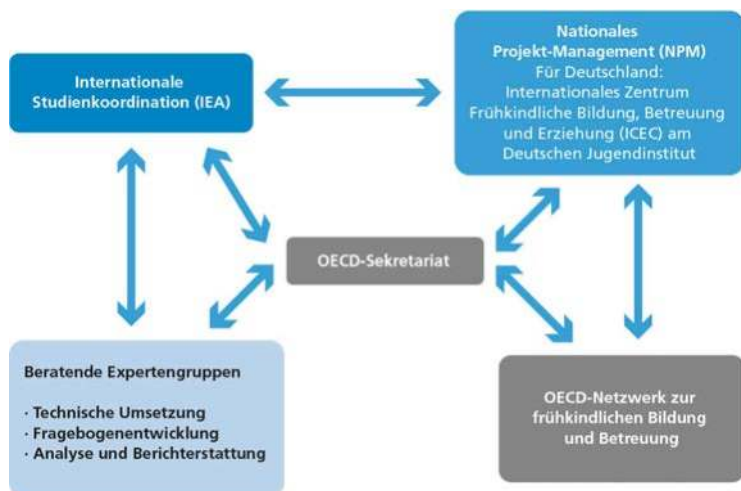 Internationale
Studienkoordination (IEA)
Nationales
Projekt-Management (NPM)
Für Deutschland:
Internationales Zentrum
Frühkindliche Bildung, Betreuung
und Erziehung (ICEC) am
Deutschen Jugendinstitut
OECD-Sekretariat
Beratende Expertengruppen
· Technische Umsetzung
· Fragebogenentwicklung
· Analyse und Berichterstattung
OECD-Netzwerk zur
frühkindlichen Bildung
und Betreuung